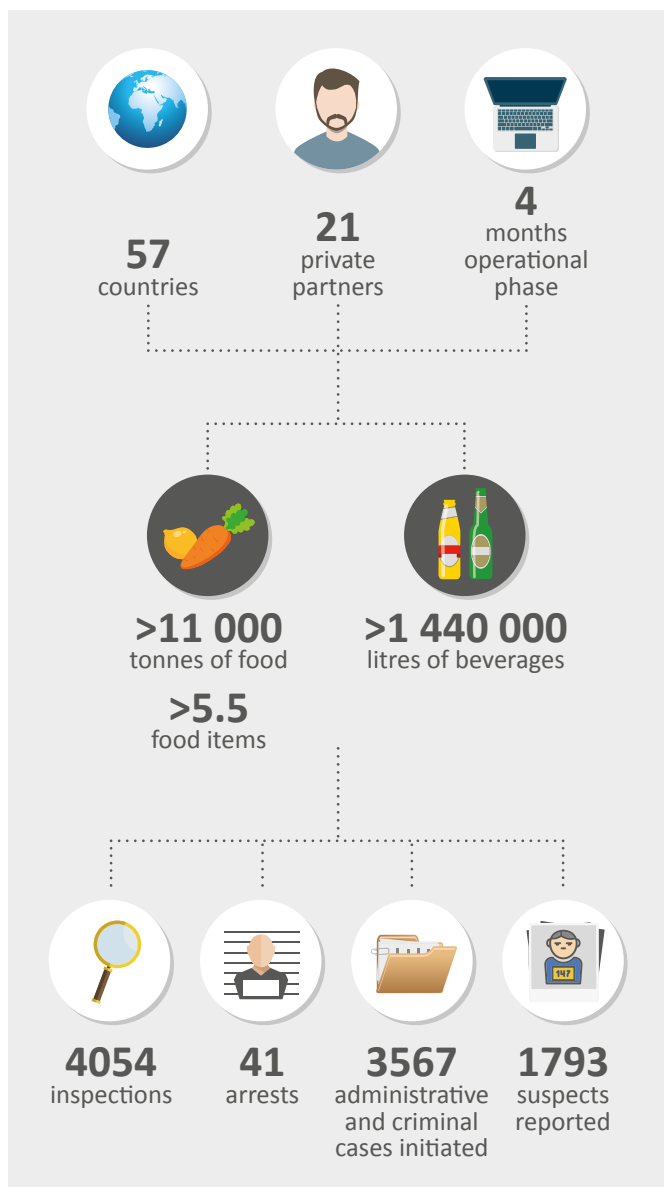 57
countries
21
private
partners
4
months
operational
phase
>11 000
tonnes of food
>5.5
food items
>1 440 000
litres of beverages
4054
inspections
41
arrests
3567
administrative
and criminal
cases initiated
147
1793
suspects
reported